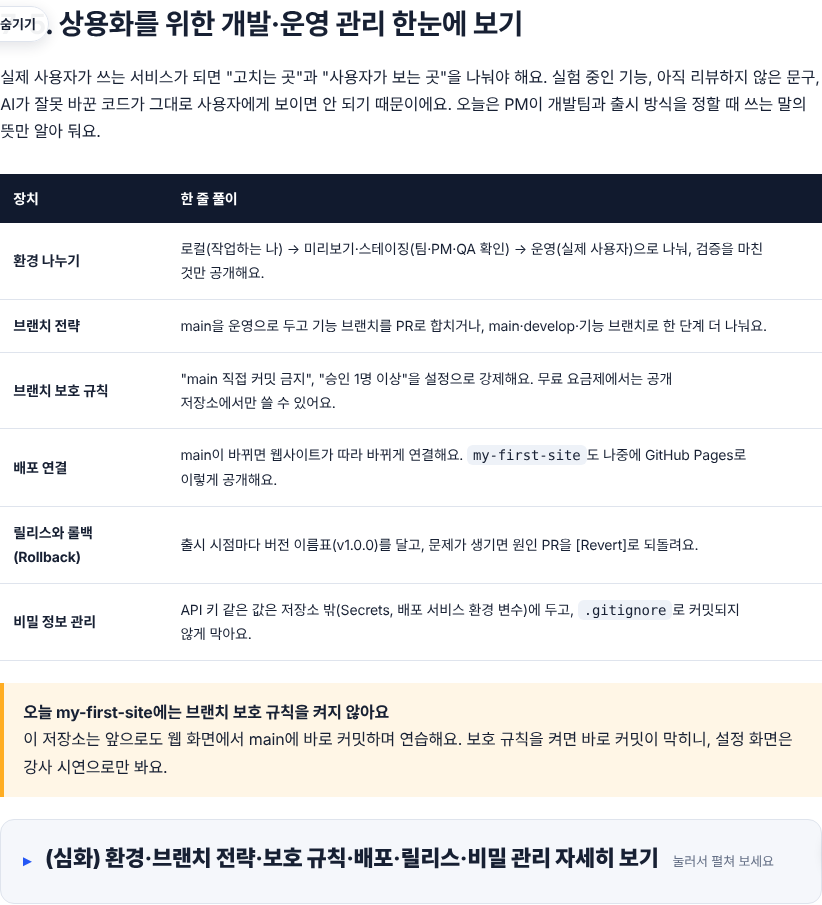 숨기기
. 상용화를 위한 개발·운영 관리 한눈에 보기
실제 사용자가 쓰는 서비스가 되면 "고치는 곳"과 "사용자가 보는 곳"을 나눠야 해요. 실험 중인 기능, 아직 리뷰하지 않은 문구,
AI가 잘못 바꾼 코드가 그대로 사용자에게 보이면 안 되기 때문이에요. 오늘은 PM이 개발팀과 출시 방식을 정할 때 쓰는 말의
뜻만 알아 둬요.
장치 한 줄 풀이
환경 나누기
로컬(작업하는 나) → 미리보기·스테이징(팀·PM·QA 확인) → 운영(실제 사용자)으로 나눠, 검증을 마친
것만 공개해요.
브랜치 전략 main을 운영으로 두고 기능 브랜치를 PR로 합치거나, main·develop·기능 브랜치로 한 단계 더 나눠요.
브랜치 보호 규칙
"main 직접 커밋 금지", "승인 1명 이상"을 설정으로 강제해요. 무료 요금제에서는 공개
저장소에서만 쓸 수 있어요.
배포 연결
main이 바뀌면 웹사이트가 따라 바뀌게 연결해요. my-first-site도 나중에 GitHub Pages로
이렇게 공개해요.
릴리스와 롤백
(Rollback)
출시 시점마다 버전 이름표(v1.0.0)를 달고, 문제가 생기면 원인 PR을 [Revert]로 되돌려요.
비밀 정보 관리
API 키 같은 값은 저장소 밖(Secrets, 배포 서비스 환경 변수)에 두고, .gitignore로 커밋되지
않게 막아요.
오늘 my-first-site에는 브랜치 보호 규칙을 켜지 않아요
이 저장소는 앞으로도 웹 화면에서 main에 바로 커밋하며 연습해요. 보호 규칙을 켜면 바로 커밋이 막히니, 설정 화면은
강사 시연으로만 봐요.
▶ (심화) 환경·브랜치 전략·보호 규칙·배포·릴리스·비밀 관리 자세히 보기 눌러서 펼쳐 보세요